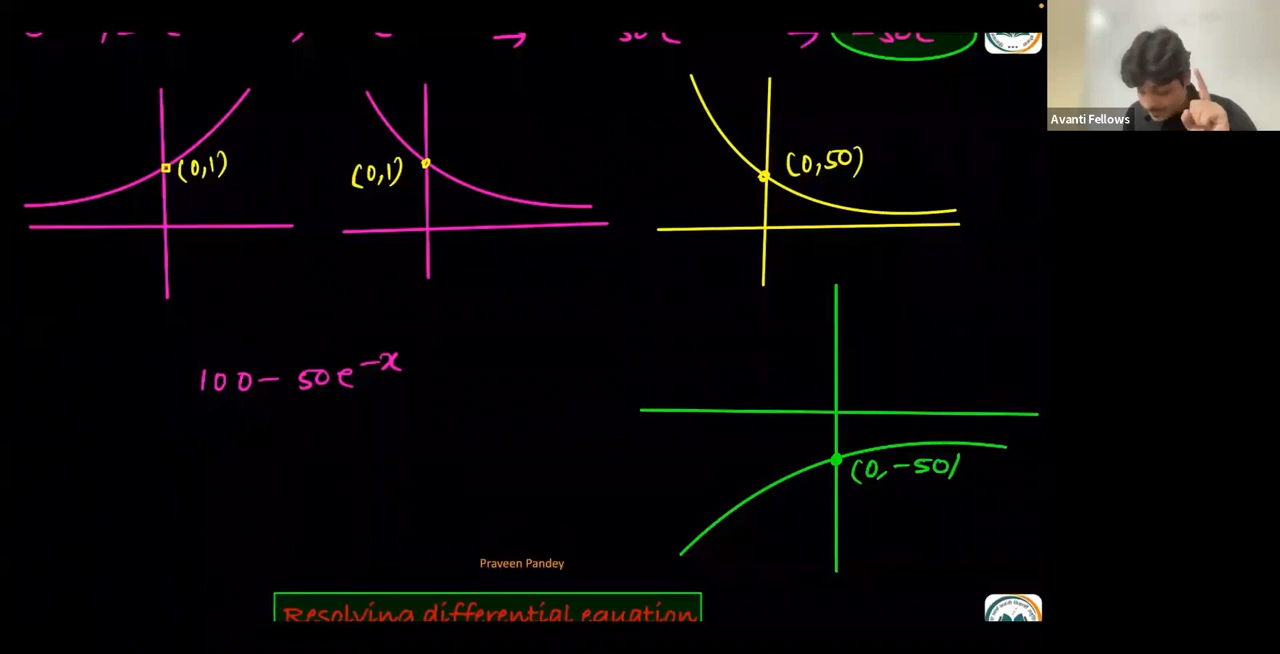 Avanti Fellows
(0,1)
(0,1)
(0,50)
100 - 50e^-x
(0,-50)
Praveen Pandey
Resolving differential equation